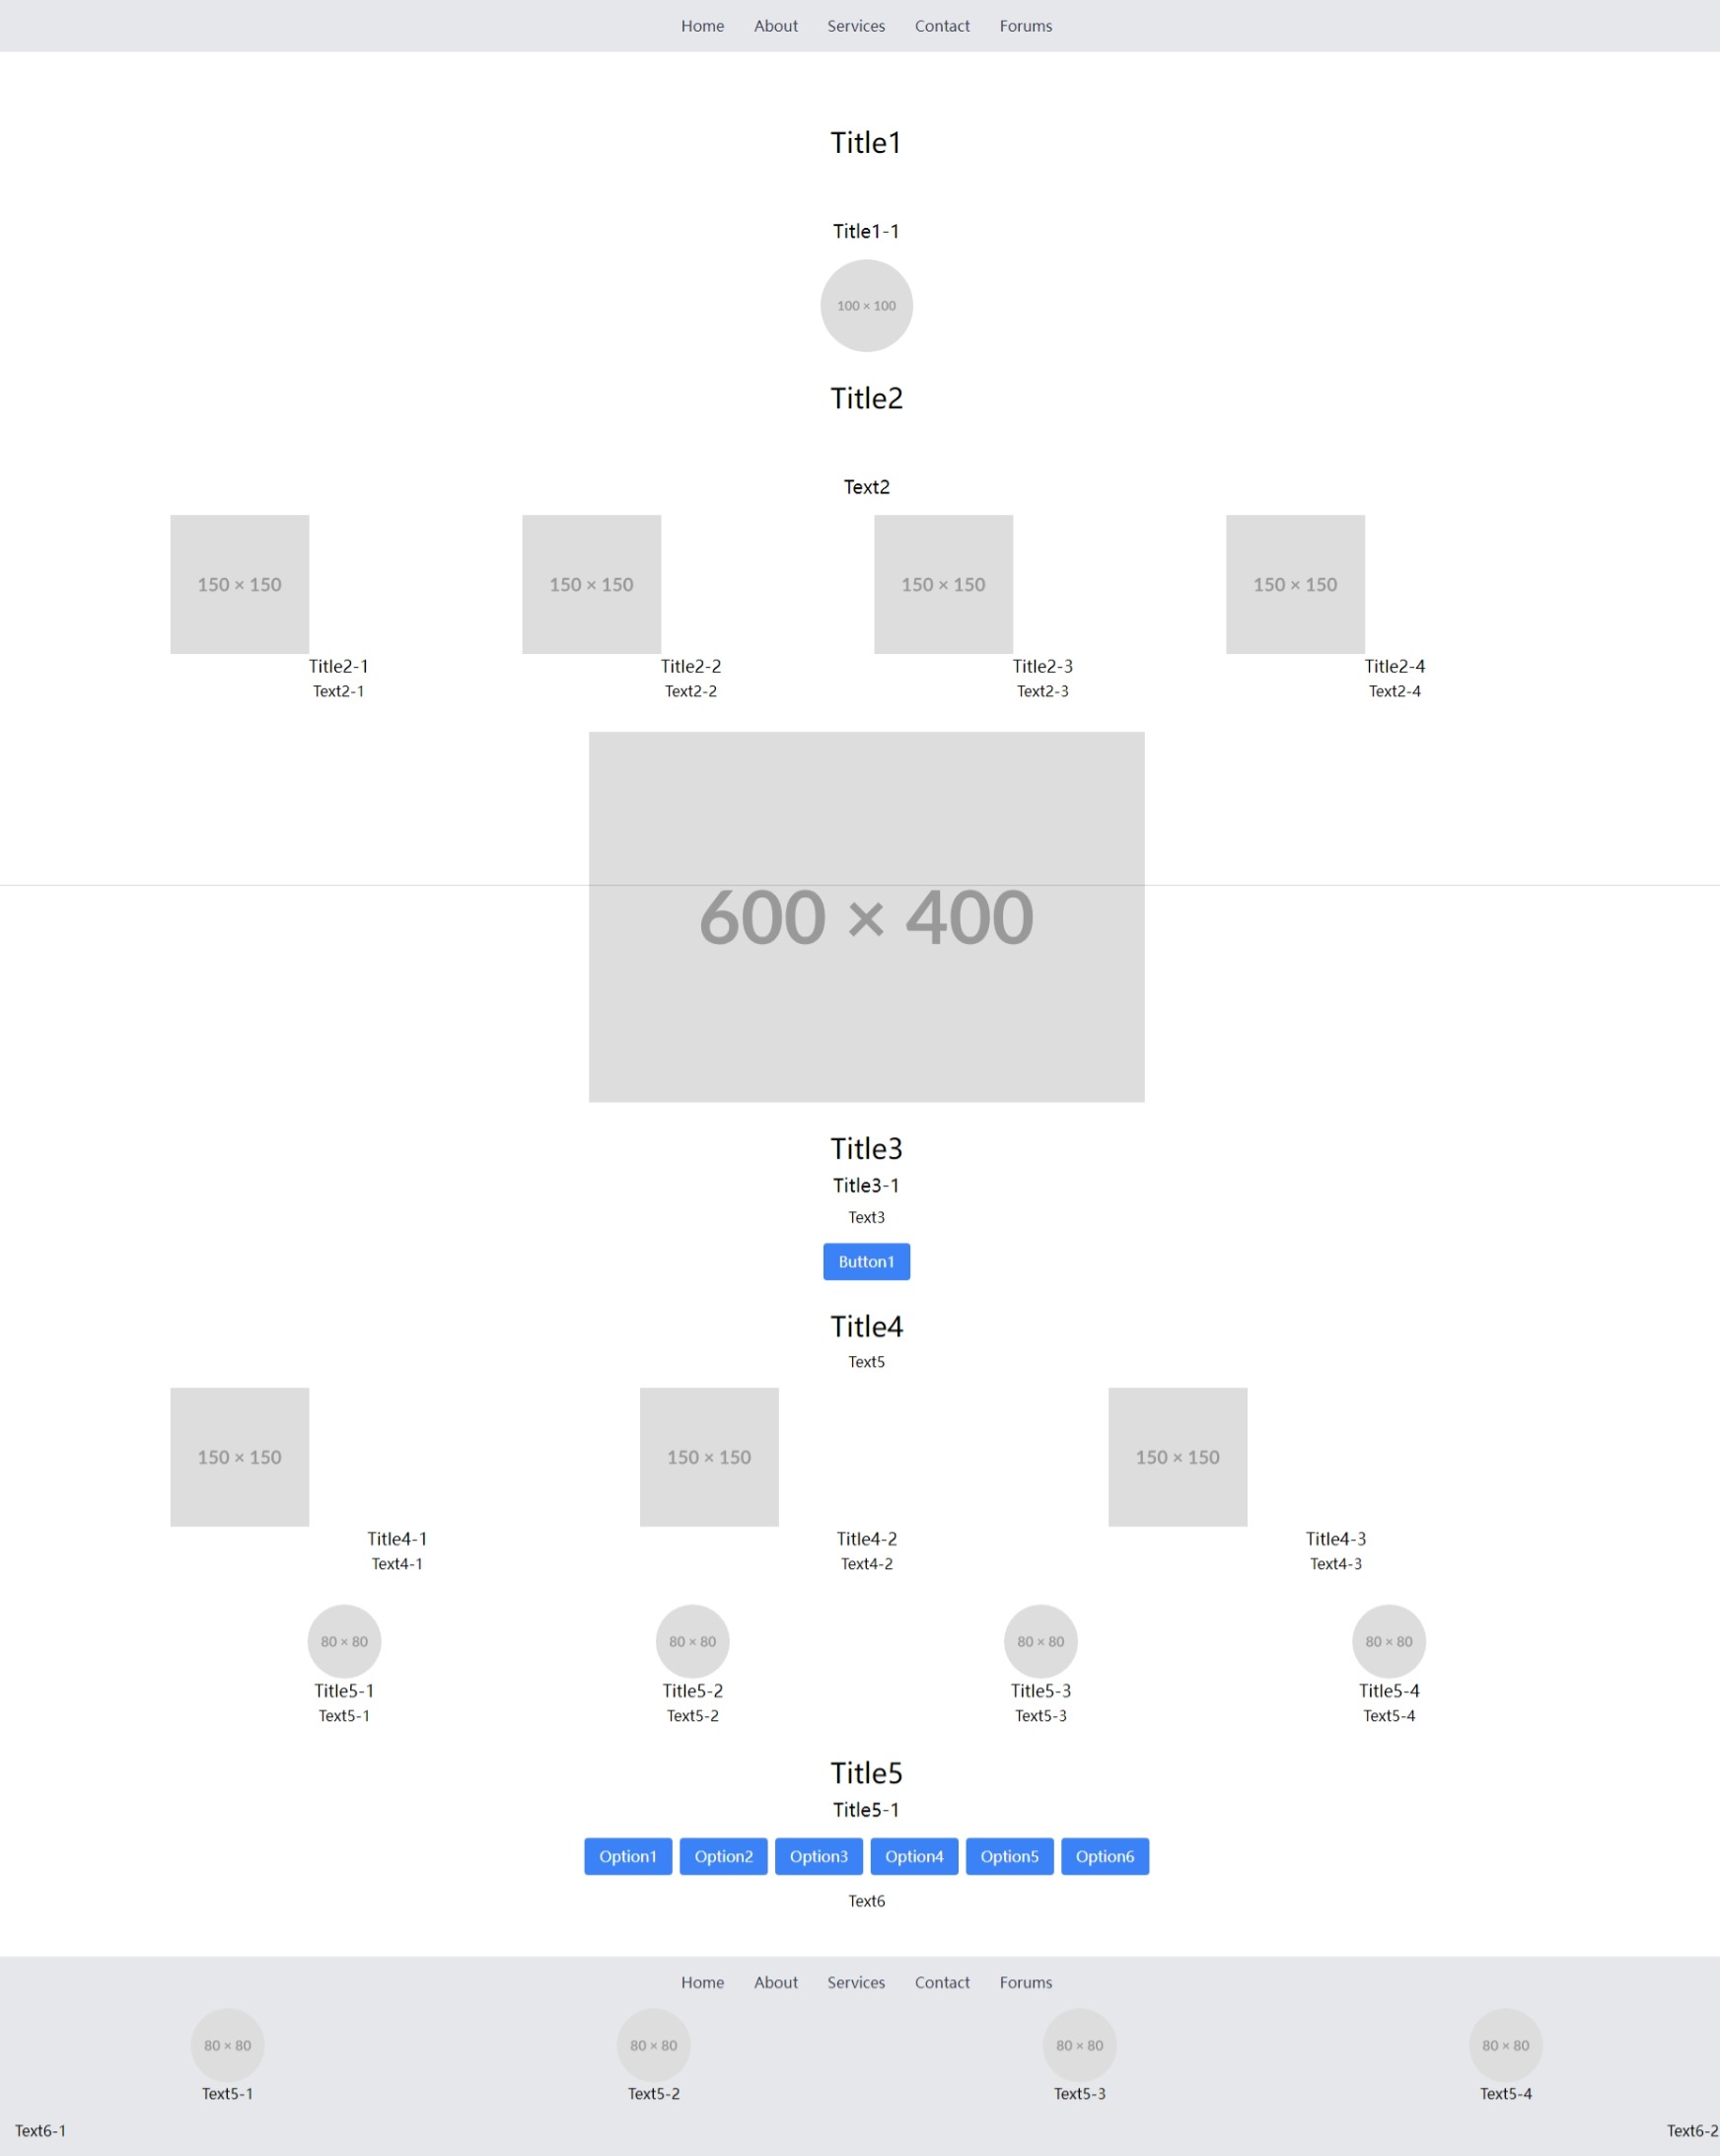 Home About Services Contact Forums
Title1
Title1-1
100 × 100
Title2
Text2
150 × 150 150 × 150 150 × 150 150 × 150
Title2-1 Title2-2 Title2-3 Title2-4
Text2-1 Text2-2 Text2-3 Text2-4
600 × 400
Title3
Title3-1
Text3
Button1
Title4
Text5
150 × 150 150 × 150 150 × 150
Title4-1 Title4-2 Title4-3
Text4-1 Text4-2 Text4-3
80 × 80 80 × 80 80 × 80 80 × 80
Title5-1 Title5-2 Title5-3 Title5-4
Text5-1 Text5-2 Text5-3 Text5-4
Title5
Title5-1
Option1 Option2 Option3 Option4 Option5 Option6
Text6
Home About Services Contact Forums
80 × 80 80 × 80 80 × 80 80 × 80
Text5-1 Text5-2 Text5-3 Text5-4
Text6-1 Text6-2